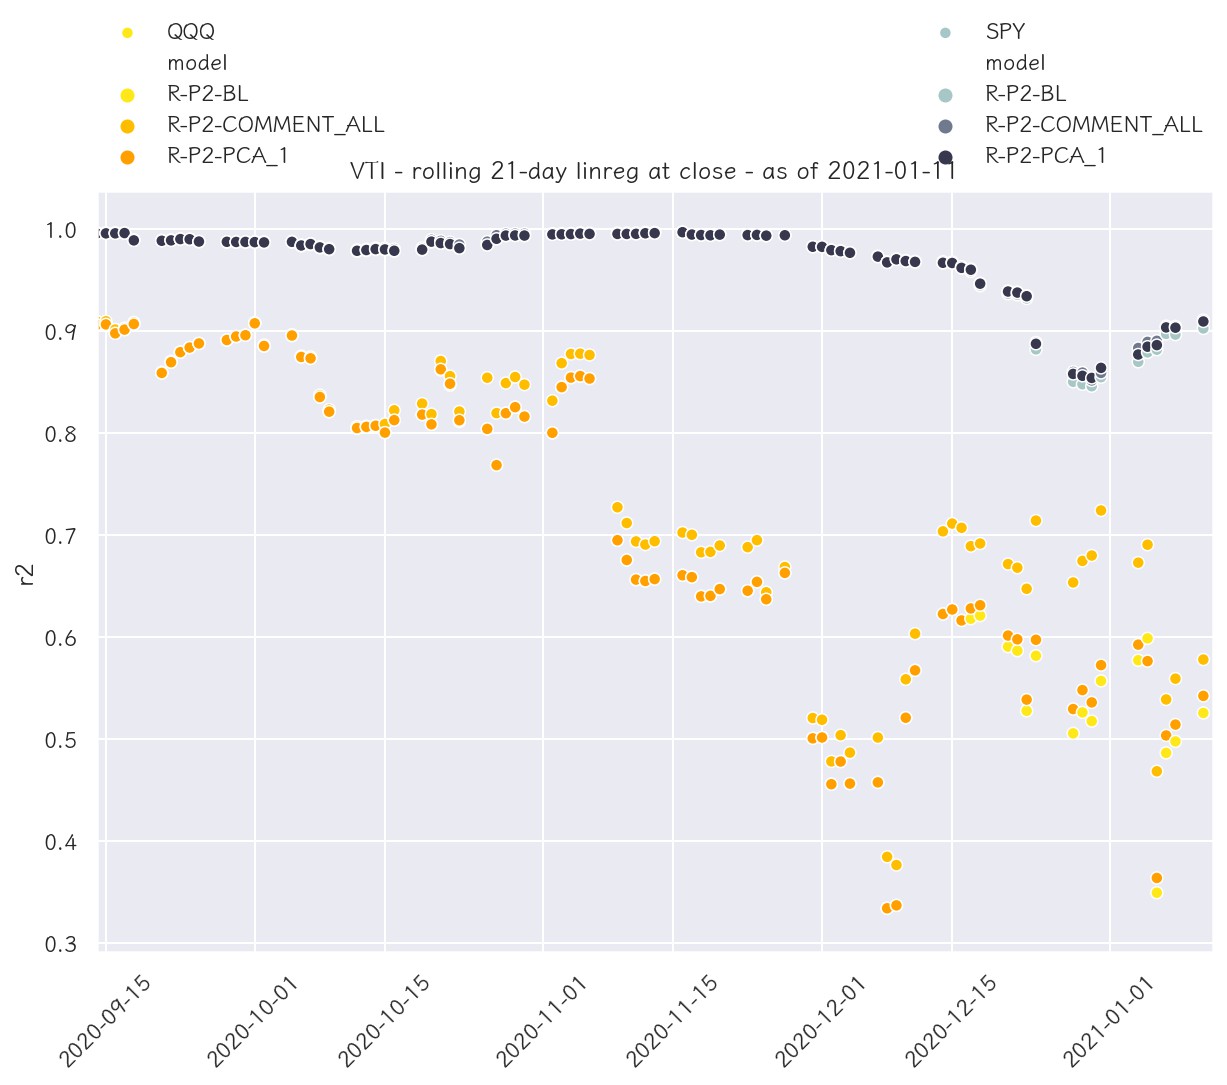 QQQ
model
R-P2-BL
R-P2-COMMENT_ALL
R-P2-PCA_1
SPY
model
R-P2-BL
R-P2-COMMENT_ALL
R-P2-PCA_1
VTI - rolling 21-day linreg at close - as of 2021-01-11
1.0
0.9
0.8
0.7
0.6
0.5
0.4
0.3
r2
2020-09-15
2020-10-01
2020-10-15
2020-11-01
2020-11-15
2020-12-01
2020-12-15
2021-01-01